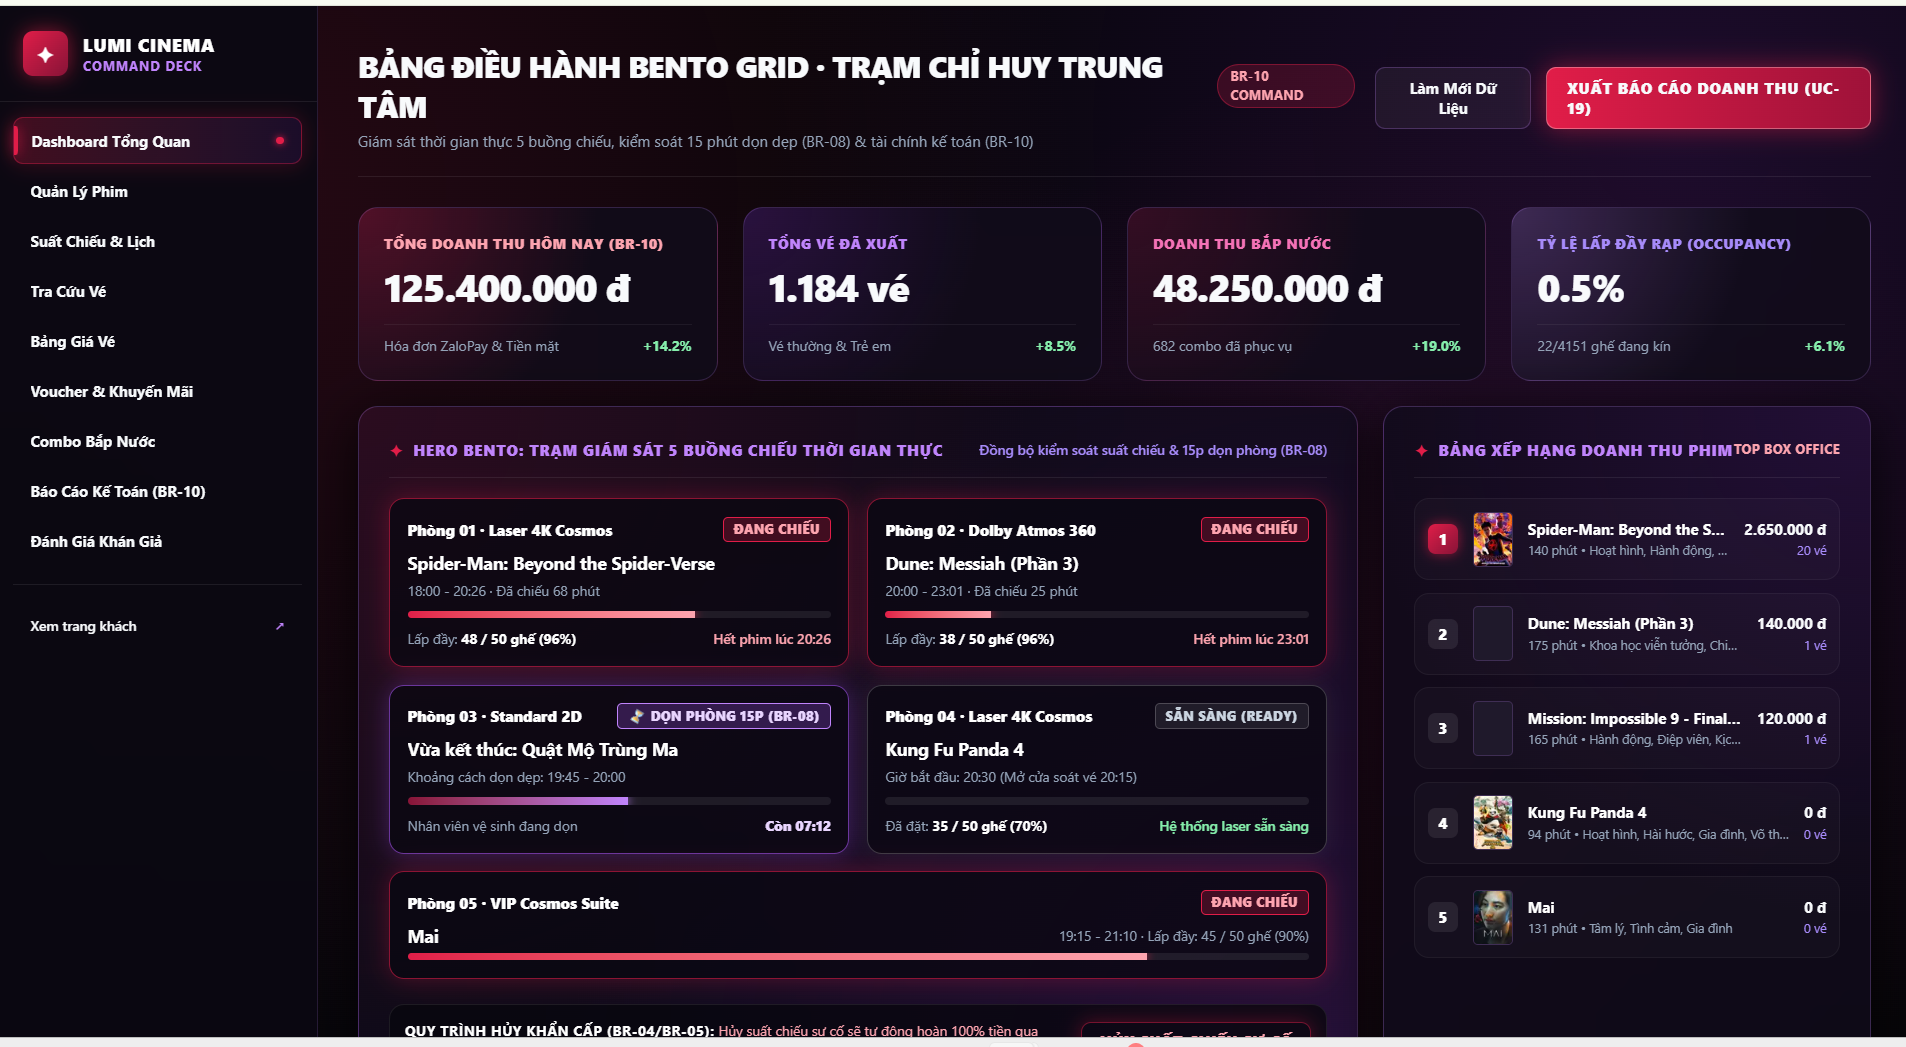 LUMI CINEMA
COMMAND DECK
Dashboard Tổng Quan
Quản Lý Phim
Suất Chiếu & Lịch
Tra Cứu Vé
Bảng Giá Vé
Voucher & Khuyến Mãi
Combo Bắp Nước
Báo Cáo Kế Toán (BR-10)
Đánh Giá Khán Giả
Xem trang khách ↗
BẢNG ĐIỀU HÀNH BENTO GRID · TRẠM CHỈ HUY TRUNG
TÂM
Giám sát thời gian thực 5 buồng chiếu, kiểm soát 15 phút dọn dẹp (BR-08) & tài chính kế toán (BR-10)
BR-10
COMMAND
Làm Mới Dữ
Liệu
XUẤT BÁO CÁO DOANH THU (UC-
19)
TỔNG DOANH THU HÔM NAY (BR-10)
125.400.000 đ
Hóa đơn ZaloPay & Tiền mặt +14.2%
TỔNG VÉ ĐÃ XUẤT
1.184 vé
Vé thường & Trẻ em +8.5%
DOANH THU BẮP NƯỚC
48.250.000 đ
682 combo đã phục vụ +19.0%
TỶ LỆ LẤP ĐẦY RẠP (OCCUPANCY)
0.5%
22/4151 ghế đang kín +6.1%
HERO BENTO: TRẠM GIÁM SÁT 5 BUỒNG CHIẾU THỜI GIAN THỰC
Đồng bộ kiểm soát suất chiếu & 15p dọn phòng (BR-08)
Phòng 01 · Laser 4K Cosmos ĐANG CHIẾU
Spider-Man: Beyond the Spider-Verse
18:00 - 20:26 · Đã chiếu 68 phút
Lấp đầy: 48 / 50 ghế (96%) Hết phim lúc 20:26
Phòng 02 · Dolby Atmos 360 ĐANG CHIẾU
Dune: Messiah (Phần 3)
20:00 - 23:01 · Đã chiếu 25 phút
Lấp đầy: 38 / 50 ghế (96%) Hết phim lúc 23:01
Phòng 03 · Standard 2D ⏳ DỌN PHÒNG 15P (BR-08)
Vừa kết thúc: Quật Mộ Trùng Ma
Khoảng cách dọn dẹp: 19:45 - 20:00
Nhân viên vệ sinh đang dọn Còn 07:12
Phòng 04 · Laser 4K Cosmos SẴN SÀNG (READY)
Kung Fu Panda 4
Giờ bắt đầu: 20:30 (Mở cửa soát vé 20:15)
Đã đặt: 35 / 50 ghế (70%) Hệ thống laser sẵn sàng
Phòng 05 · VIP Cosmos Suite ĐANG CHIẾU
Mai 19:15 - 21:10 · Lấp đầy: 45 / 50 ghế (90%)
QUY TRÌNH HỦY KHẨN CẤP (BR-04/BR-05): Hủy suất chiếu sự cố sẽ tự động hoàn 100% tiền qua
BẢNG XẾP HẠNG DOANH THU PHIM TOP BOX OFFICE
1 Spider-Man: Beyond the S... 2.650.000 đ
140 phút • Hoạt hình, Hành động, ... 20 vé
2 Dune: Messiah (Phần 3) 140.000 đ
175 phút • Khoa học viễn tưởng, Chi... 1 vé
3 Mission: Impossible 9 - Final... 120.000 đ
165 phút • Hành động, Điệp viên, Kịc... 1 vé
4 Kung Fu Panda 4 0 đ
94 phút • Hoạt hình, Hài hước, Gia đình, Võ th... 0 vé
5 Mai 0 đ
131 phút • Tâm lý, Tình cảm, Gia đình 0 vé
MAI